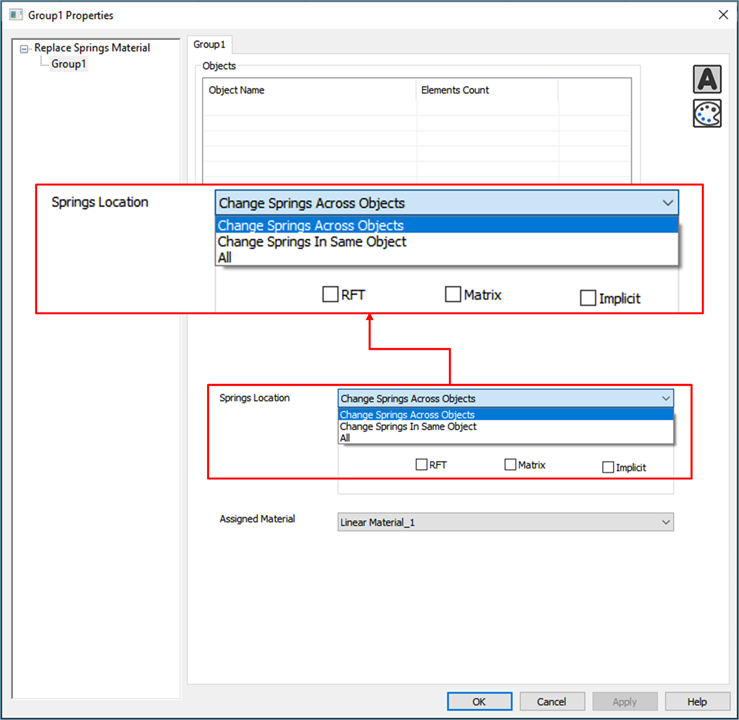 Group1 Properties
Replace Springs Material
Group1
Group1
Objects
Object Name Elements Count
A
Springs Location Change Springs Across Objects
Change Springs Across Objects
Change Springs In Same Object
All
RFT Matrix Implicit
Springs Location Change Springs Across Objects
Change Springs Across Objects
Change Springs In Same Object
All
RFT Matrix Implicit
Assigned Material Linear Material_1
OK Cancel Apply Help